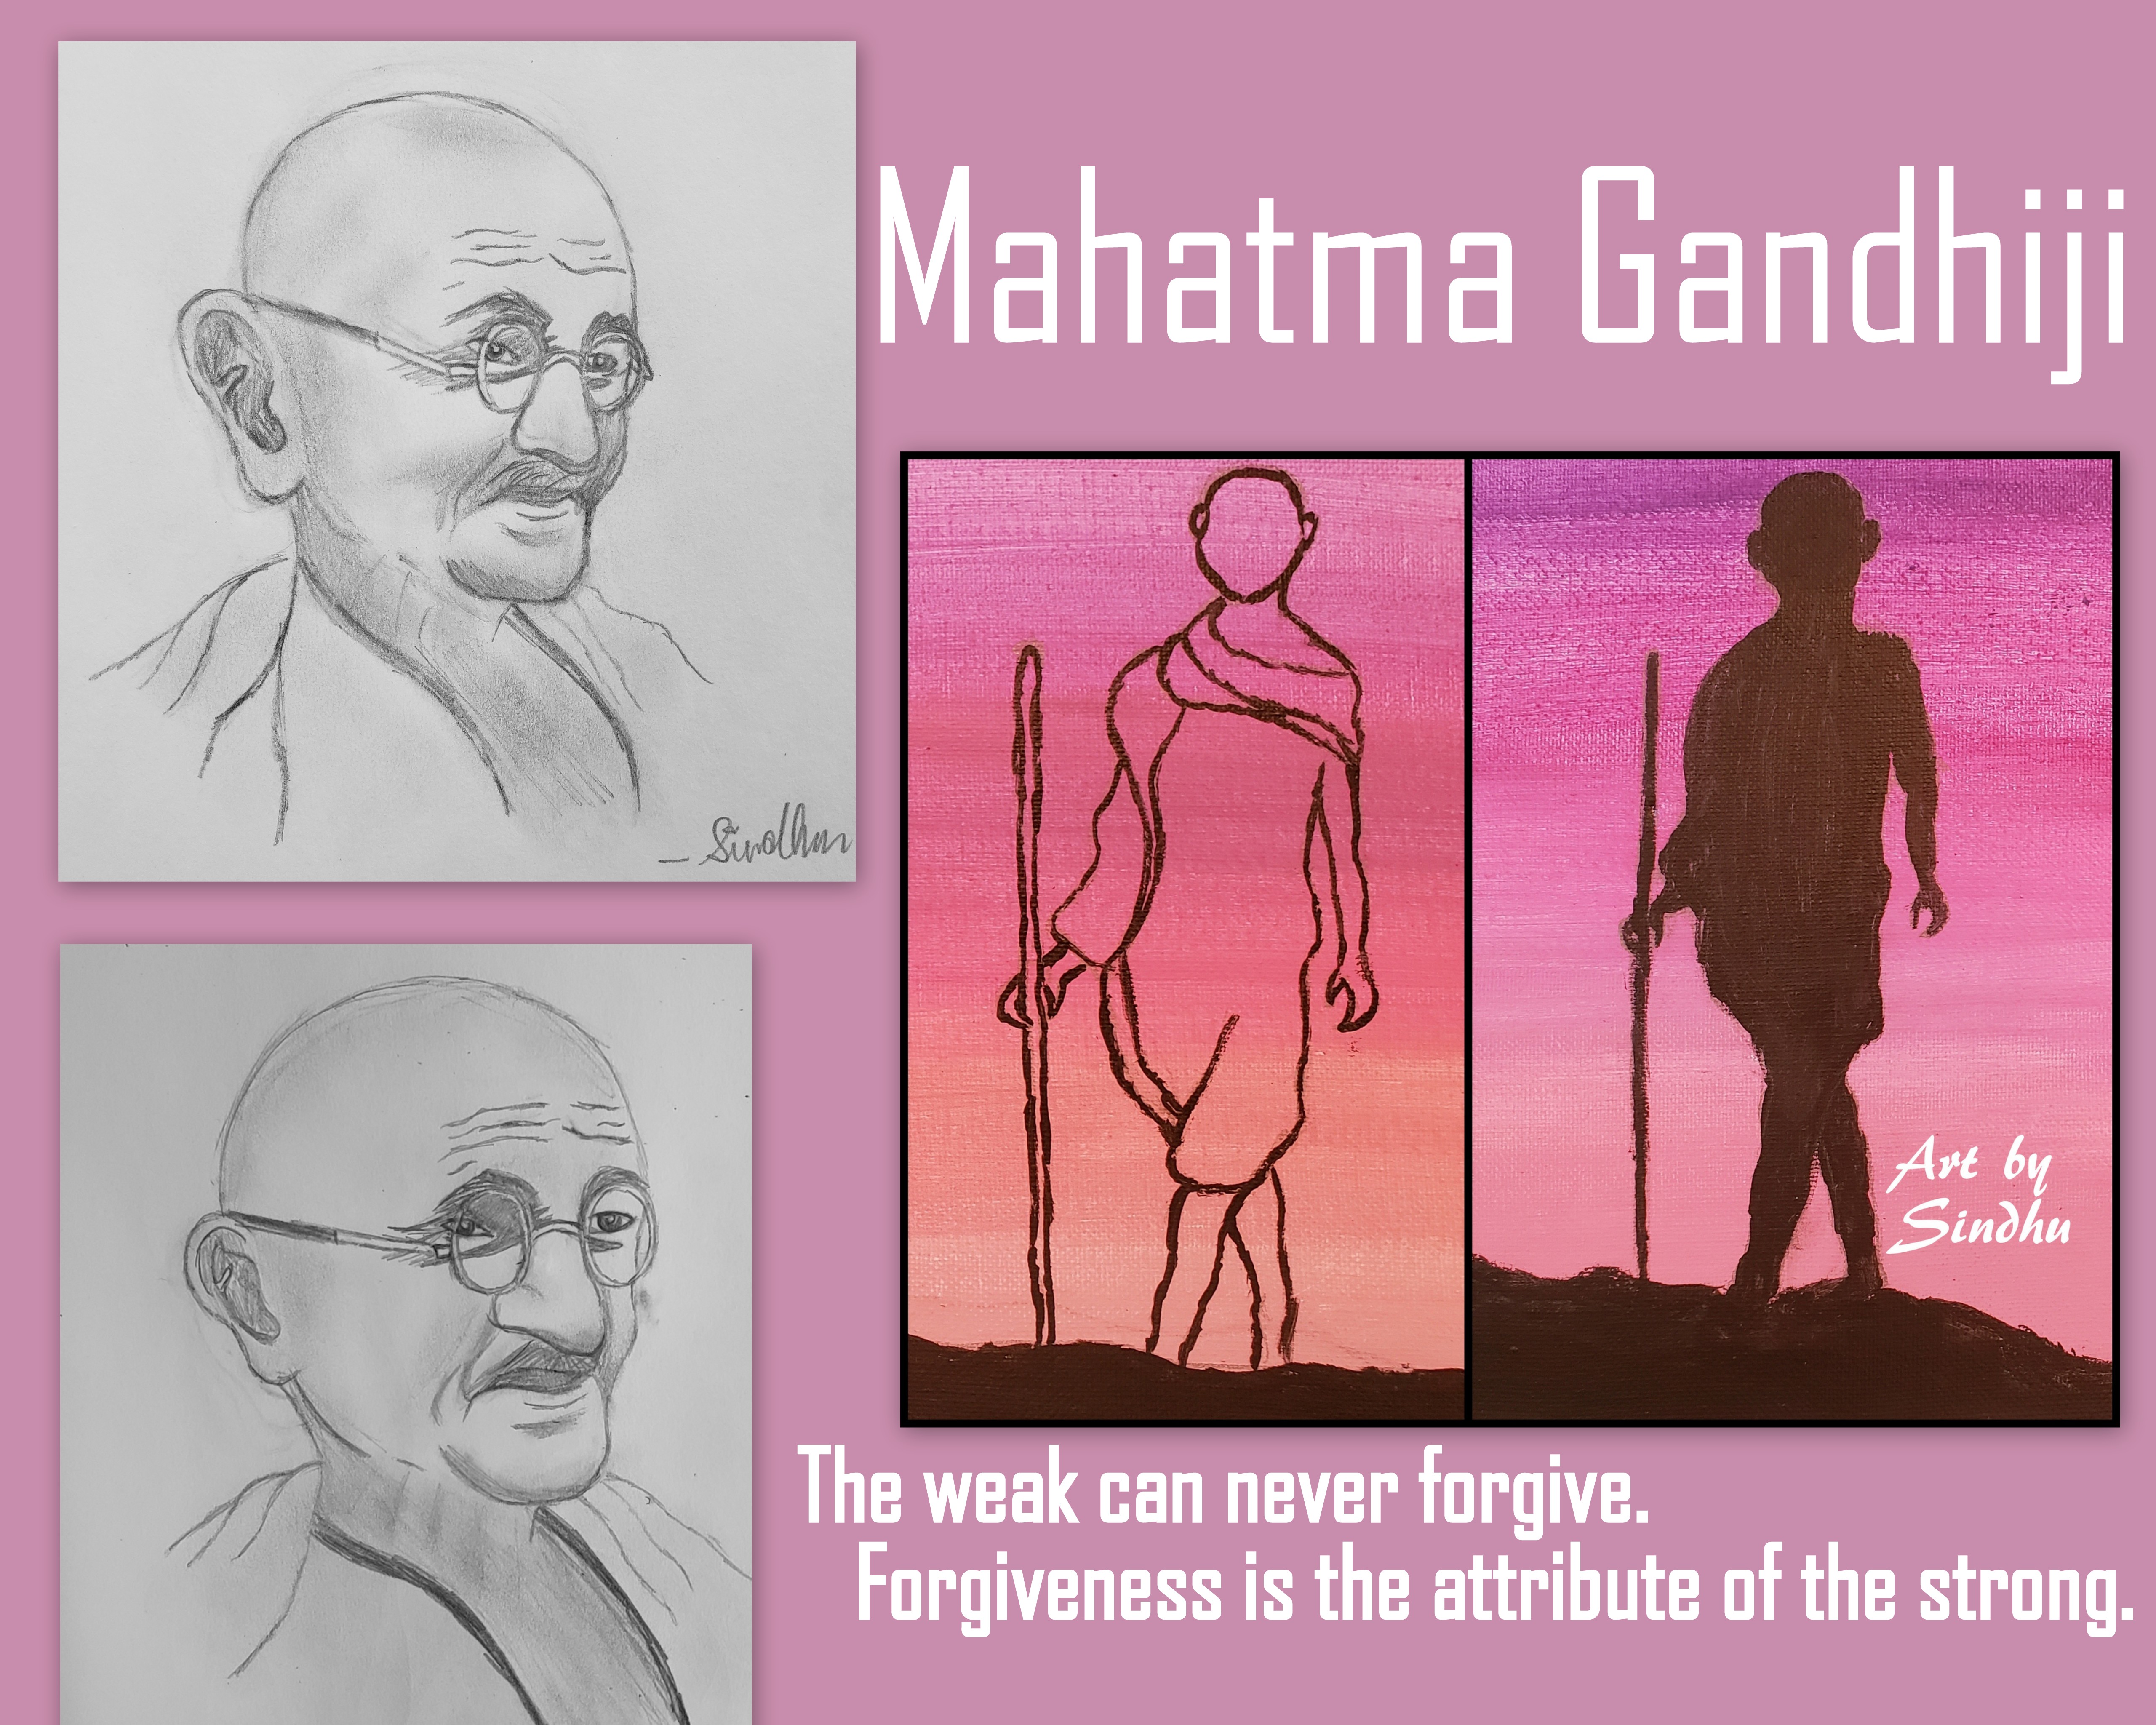 Mahatma Gandhiji
– Sindhu
Art by
Sindhu
The weak can never forgive.
Forgiveness is the attribute of the strong.